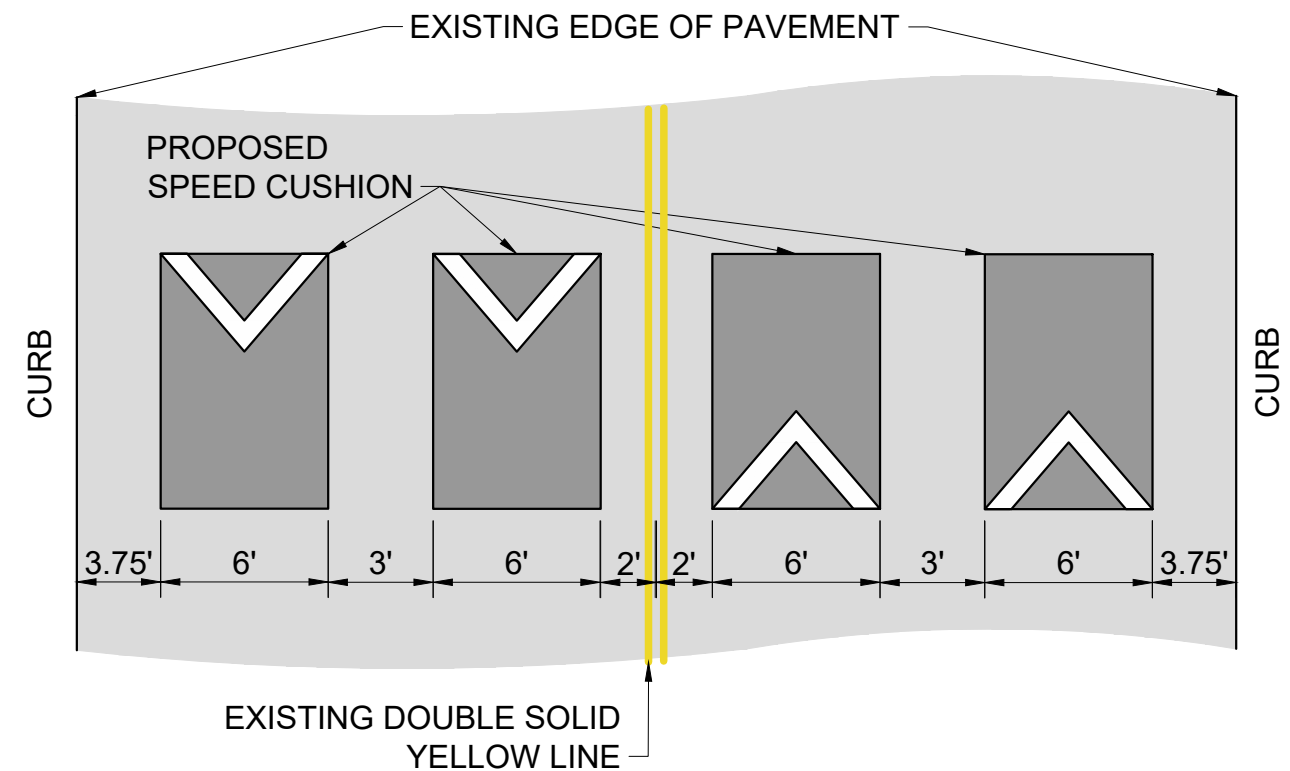 EXISTING EDGE OF PAVEMENT
PROPOSED
SPEED CUSHION
CURB
CURB
3.75' 6' 3' 6' 2' 2' 6' 3' 6' 3.75'
EXISTING DOUBLE SOLID
YELLOW LINE